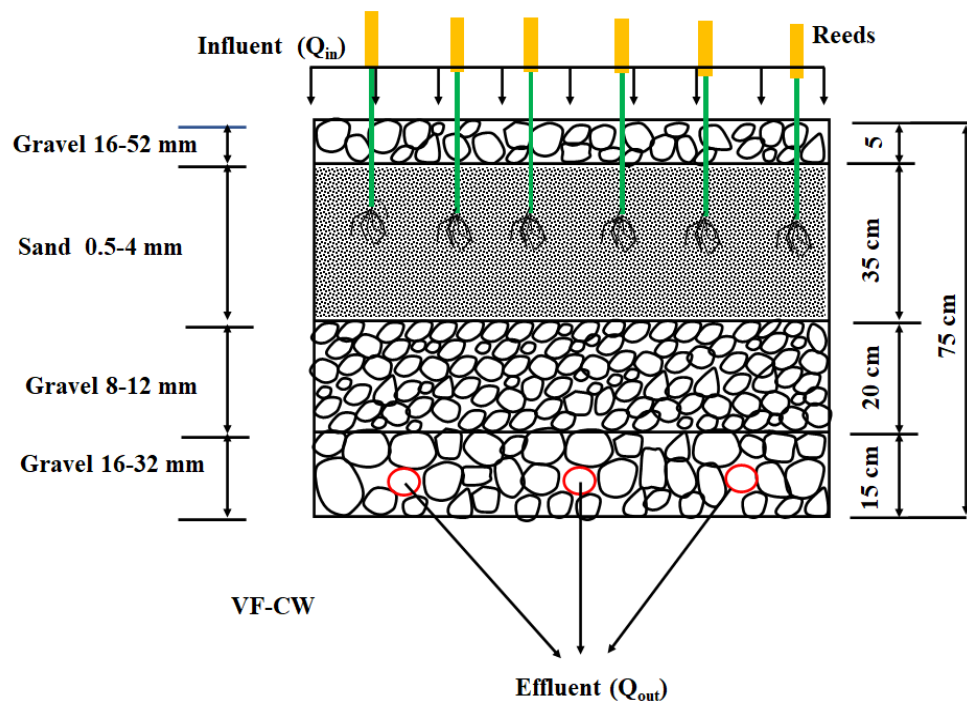 Influent (Qin)
Reeds
Gravel 16-52 mm
5
Sand 0.5-4 mm
35 cm
75 cm
Gravel 8-12 mm
20 cm
Gravel 16-32 mm
15 cm
VF-CW
Effluent (Qout)